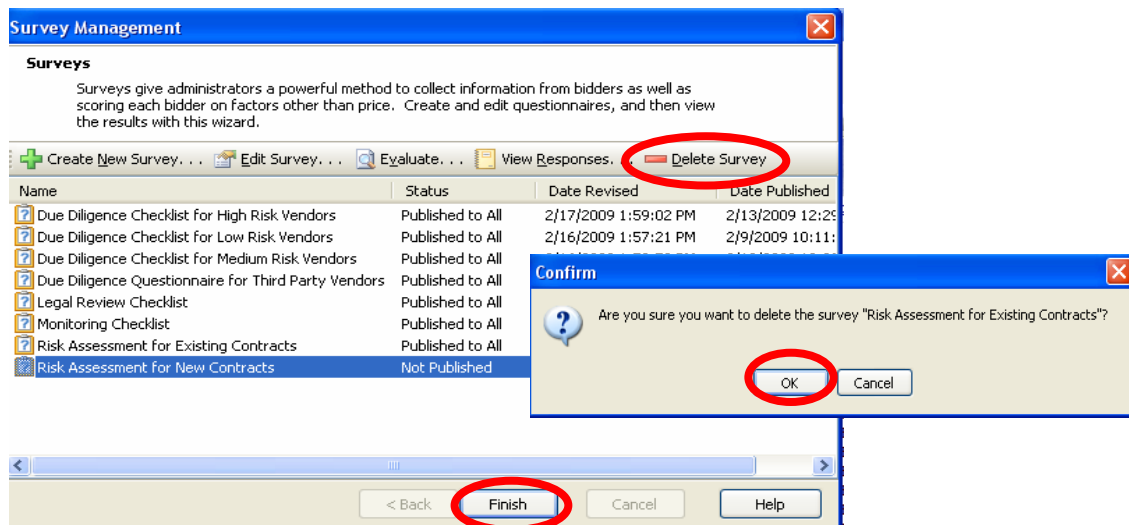 Survey Management
Surveys
Surveys give administrators a powerful method to collect information from bidders as well as
scoring each bidder on factors other than price. Create and edit questionnaires, and then view
the results with this wizard.
Create New Survey. . . Edit Survey. . . Evaluate. . . View Responses. . Delete Survey
Name Status Date Revised Date Published
Due Diligence Checklist for High Risk Vendors Published to All 2/17/2009 1:59:02 PM 2/13/2009 12:29
Due Diligence Checklist for Low Risk Vendors Published to All 2/16/2009 1:57:21 PM 2/9/2009 10:11:
Due Diligence Checklist for Medium Risk Vendors Published to All
Due Diligence Questionnaire for Third Party Vendors Published to All
Legal Review Checklist Published to All
Monitoring Checklist Published to All
Risk Assessment for Existing Contracts Published to All
Risk Assessment for New Contracts Not Published
Confirm
Are you sure you want to delete the survey "Risk Assessment for Existing Contracts"?
OK Cancel
< Back Finish Cancel Help